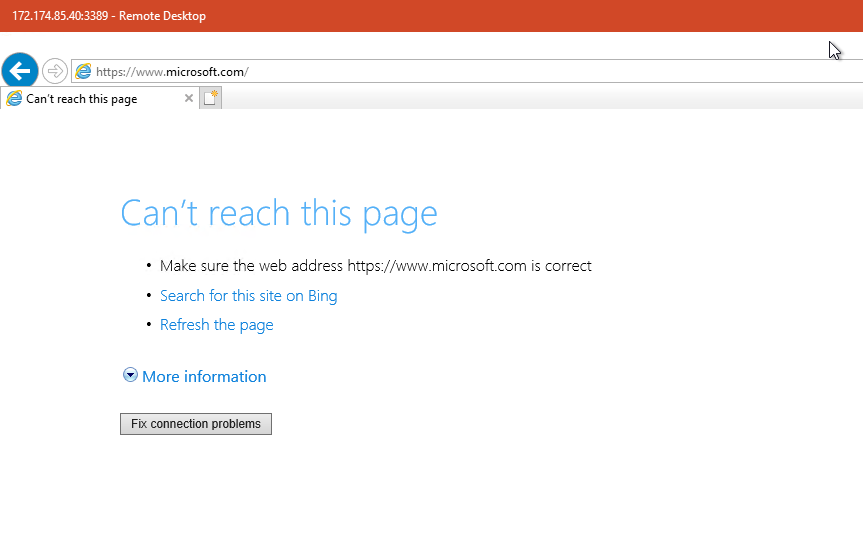 172.174.85.40:3389 - Remote Desktop
https://www.microsoft.com/
Can't reach this page
Can't reach this page
• Make sure the web address https://www.microsoft.com is correct
• Search for this site on Bing
• Refresh the page
More information
Fix connection problems